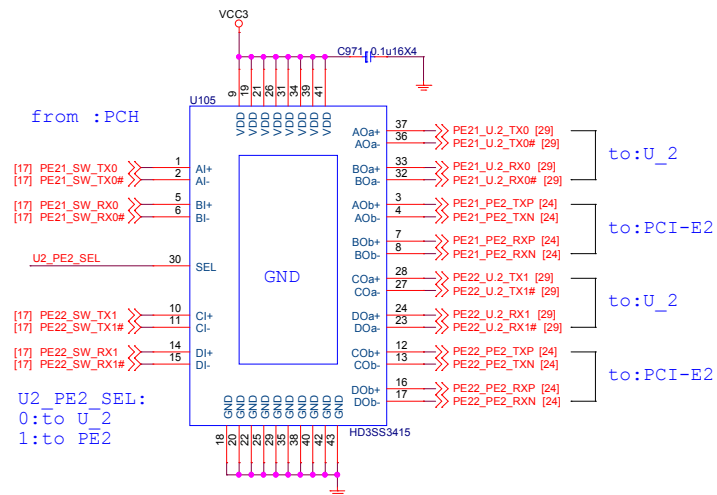 VCC3
C971 0.1u16X4
U105
9 19 21 26 31 34 39 41
VDD VDD VDD VDD VDD VDD VDD VDD
from :PCH
[17] PE21_SW_TX0 1 AI+
[17] PE21_SW_TX0# 2 AI-
[17] PE21_SW_RX0 5 BI+
[17] PE21_SW_RX0# 6 BI-
U2_PE2_SEL 30 SEL
[17] PE22_SW_TX1 10 CI+
[17] PE22_SW_TX1# 11 CI-
[17] PE22_SW_RX1 14 DI+
[17] PE22_SW_RX1# 15 DI-
GND
AOa+ 37 PE21_U.2_TX0 [29]
AOa- 36 PE21_U.2_TX0# [29]
BOa+ 33 PE21_U.2_RX0 [29]
BOa- 32 PE21_U.2_RX0# [29]
to:U_2
AOb+ 3 PE21_PE2_TXP [24]
AOb- 4 PE21_PE2_TXN [24]
BOb+ 7 PE21_PE2_RXP [24]
BOb- 8 PE21_PE2_RXN [24]
to:PCI-E2
COa+ 28 PE22_U.2_TX1 [29]
COa- 27 PE22_U.2_TX1# [29]
DOa+ 24 PE22_U.2_RX1 [29]
DOa- 23 PE22_U.2_RX1# [29]
to:U_2
COb+ 12 PE22_PE2_TXP [24]
COb- 13 PE22_PE2_TXN [24]
DOb+ 16 PE22_PE2_RXP [24]
DOb- 17 PE22_PE2_RXN [24]
to:PCI-E2
U2_PE2_SEL:
0:to U_2
1:to PE2
GND GND GND GND GND GND GND GND GND GND
18 20 22 25 29 35 38 40 42 43
HD3SS3415